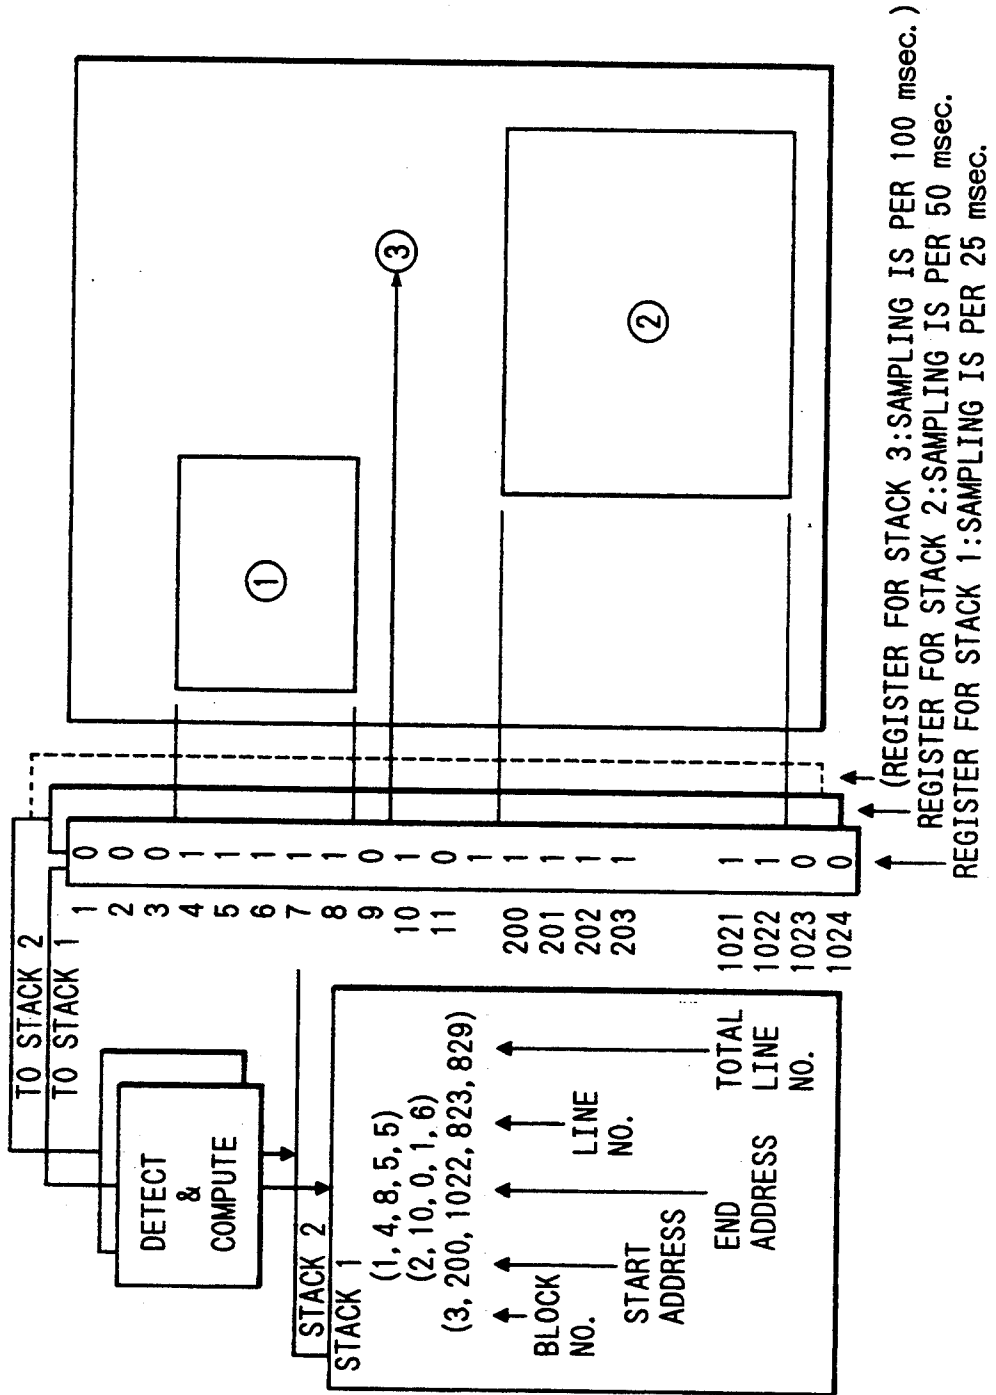 TO STACK 2
TO STACK 1
DETECT
&
COMPUTE
STACK 2
STACK 1
(1, 4, 8, 5, 5)
(2, 10, 0, 1, 6)
(3, 200, 1022, 823, 829)
BLOCK
NO.
START
ADDRESS
END
ADDRESS
LINE
NO.
TOTAL
LINE
NO.
1 0
2 0
3 0
4 1
5 1
6 1
7 1
8 1
9 0
10 1
11 0
200 1
201 1
202 1
203 1
1021 1
1022 1
1023 0
1024 0
①
③
②
(REGISTER FOR STACK 3:SAMPLING IS PER 100 msec.)
REGISTER FOR STACK 2:SAMPLING IS PER 50 msec.
REGISTER FOR STACK 1:SAMPLING IS PER 25 msec.